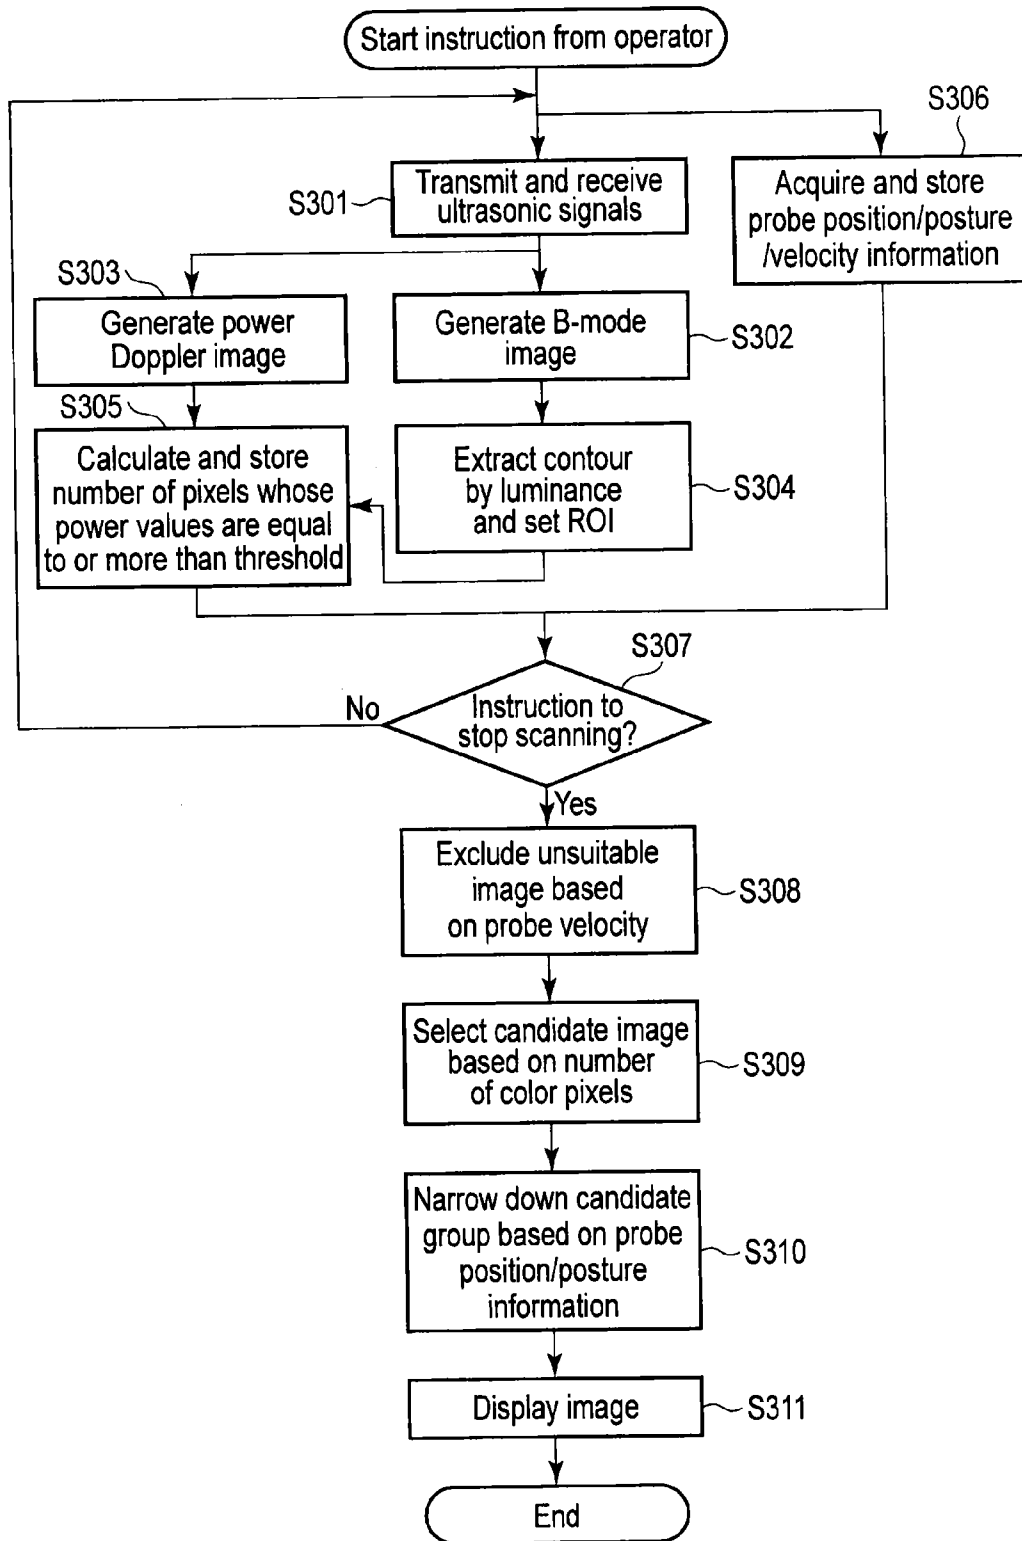 Start instruction from operator
S306
S301
Transmit and receive
ultrasonic signals
Acquire and store
probe position/posture
/velocity information
S303
Generate power
Doppler image
Generate B-mode
image
S302
S305
Calculate and store
number of pixels whose
power values are equal
to or more than threshold
Extract contour
by luminance
and set ROI
S304
S307
No
Instruction to
stop scanning?
Yes
Exclude unsuitable
image based
on probe velocity
S308
Select candidate image
based on number
of color pixels
S309
Narrow down candidate
group based on probe
position/posture
information
S310
Display image
S311
End